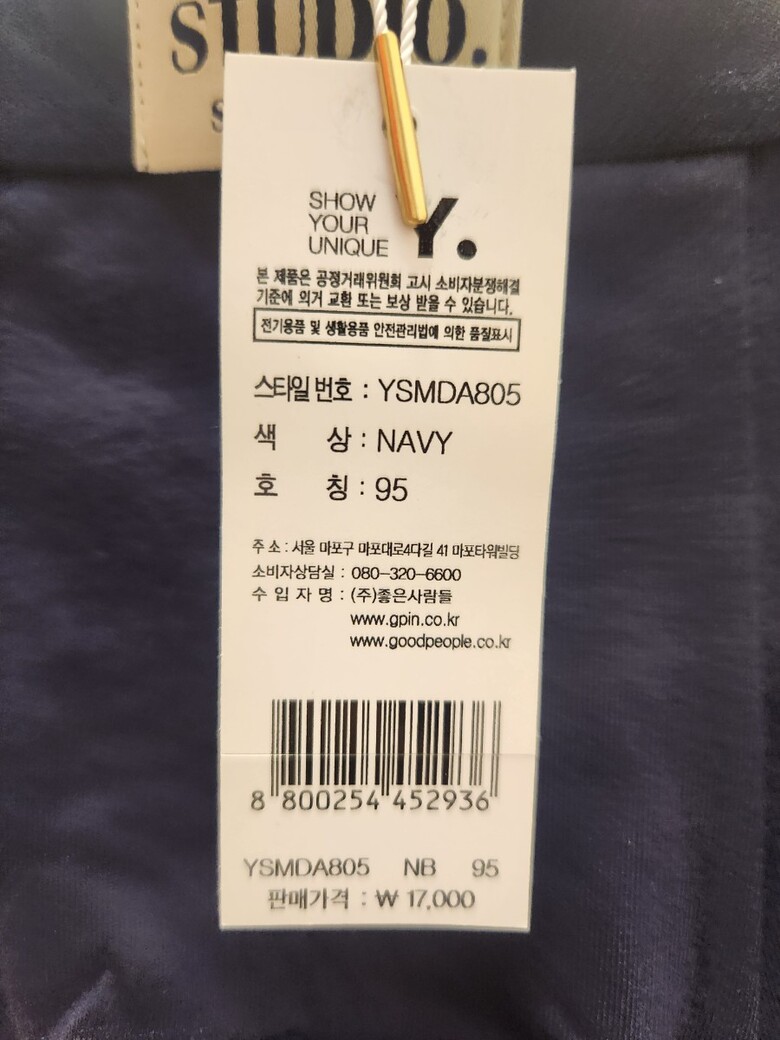 STUDIO.
SHOW
YOUR
UNIQUE
Y.
본 제품은 공정거래위원회 고시 소비자분쟁해결
기준에 의거 교환 또는 보상 받을 수 있습니다.
전기용품 및 생활용품 안전관리법에 의한 품질표시
스타일번호 : YSMDA805
색 상 : NAVY
호 칭 : 95
주 소 : 서울 마포구 마포대로4다길 41 마포타워빌딩
소비자상담실 : 080-320-6600
수 입 자 명 : (주)좋은사람들
www.gpin.co.kr
www.goodpeople.co.kr
8 800254 452936
YSMDA805 NB 95
판매가격 : ₩ 17,000